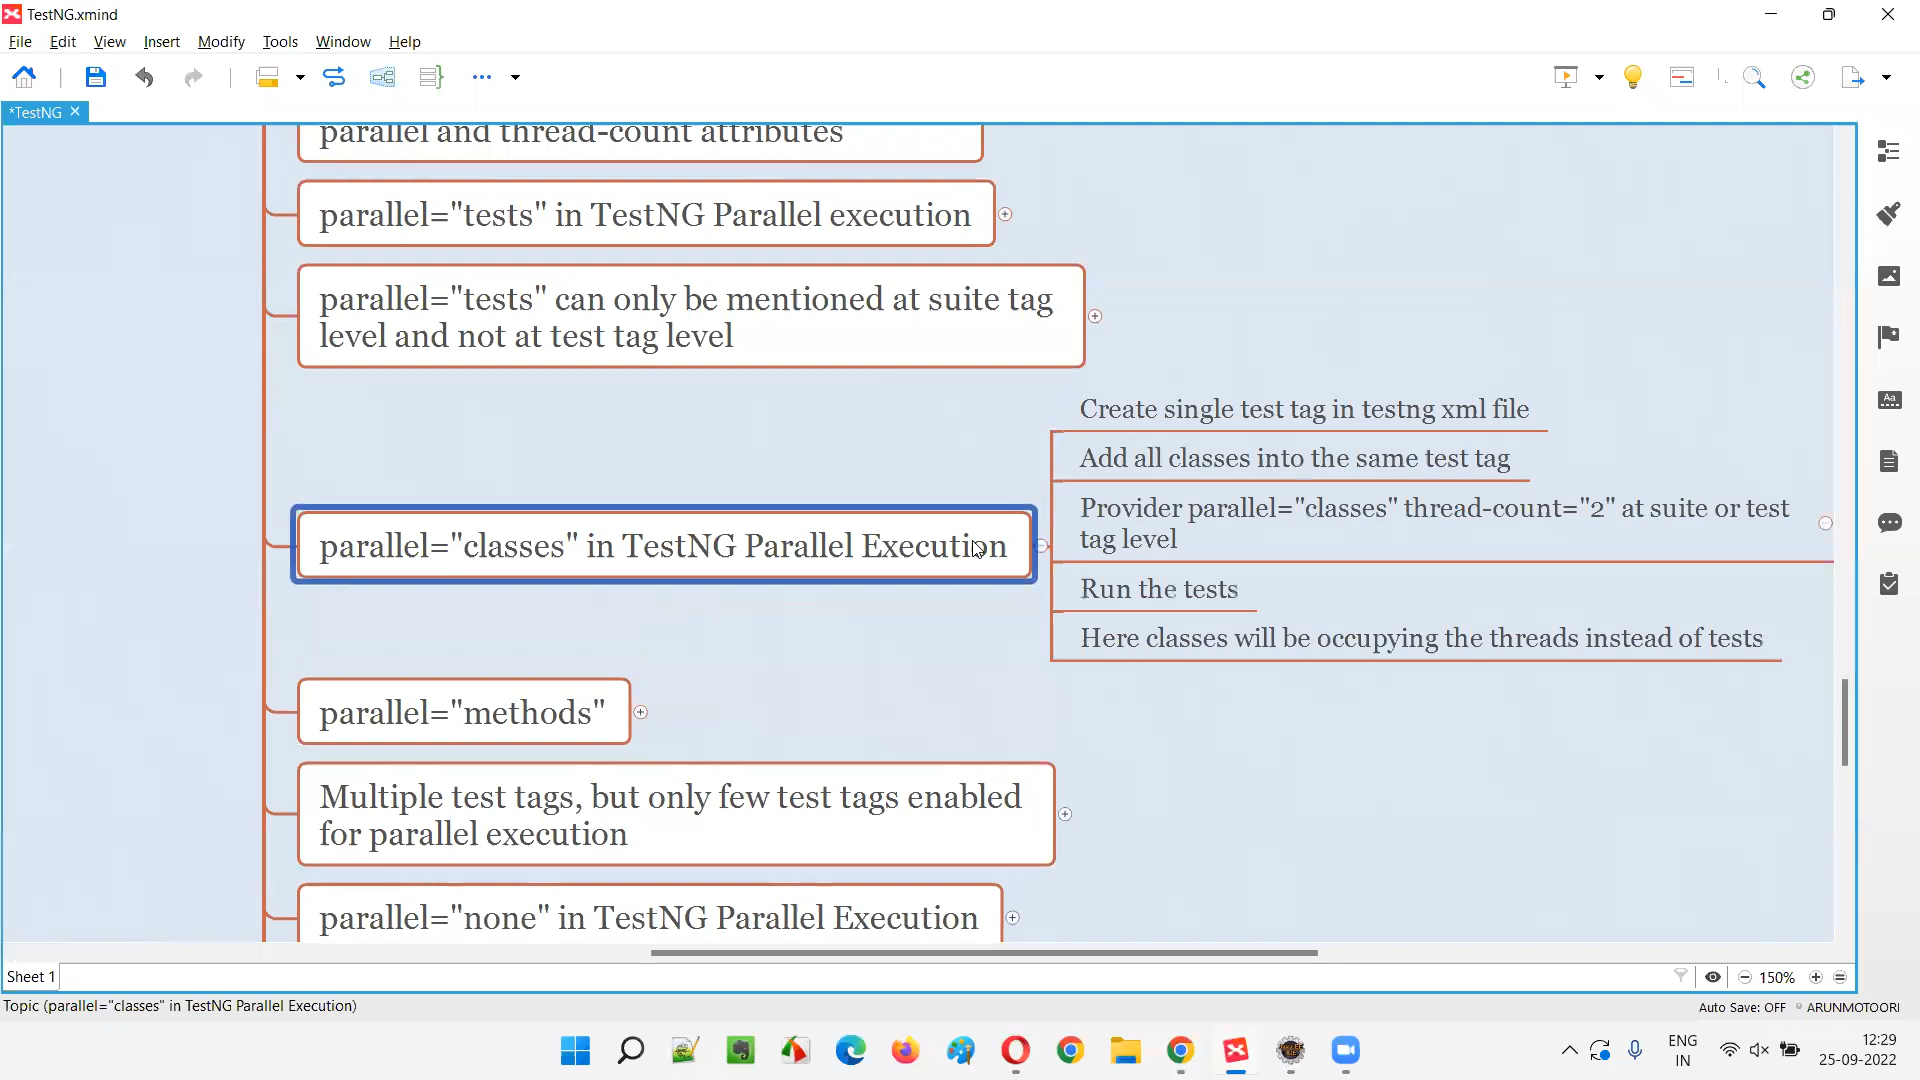 TestNG.xmind
File Edit View Insert Modify Tools Window Help
*TestNG
parallel and thread-count attributes
parallel="tests" in TestNG Parallel execution
parallel="tests" can only be mentioned at suite tag
level and not at test tag level
Create single test tag in testng xml file
Add all classes into the same test tag
Provider parallel="classes" thread-count="2" at suite or test
tag level
parallel="classes" in TestNG Parallel Execution
Run the tests
Here classes will be occupying the threads instead of tests
parallel="methods"
Multiple test tags, but only few test tags enabled
for parallel execution
parallel="none" in TestNG Parallel Execution
Sheet 1
150%
Topic (parallel="classes" in TestNG Parallel Execution)
Auto Save: OFF
ARUNMOTOORI
ENG
IN
12:29
25-09-2022
Aa